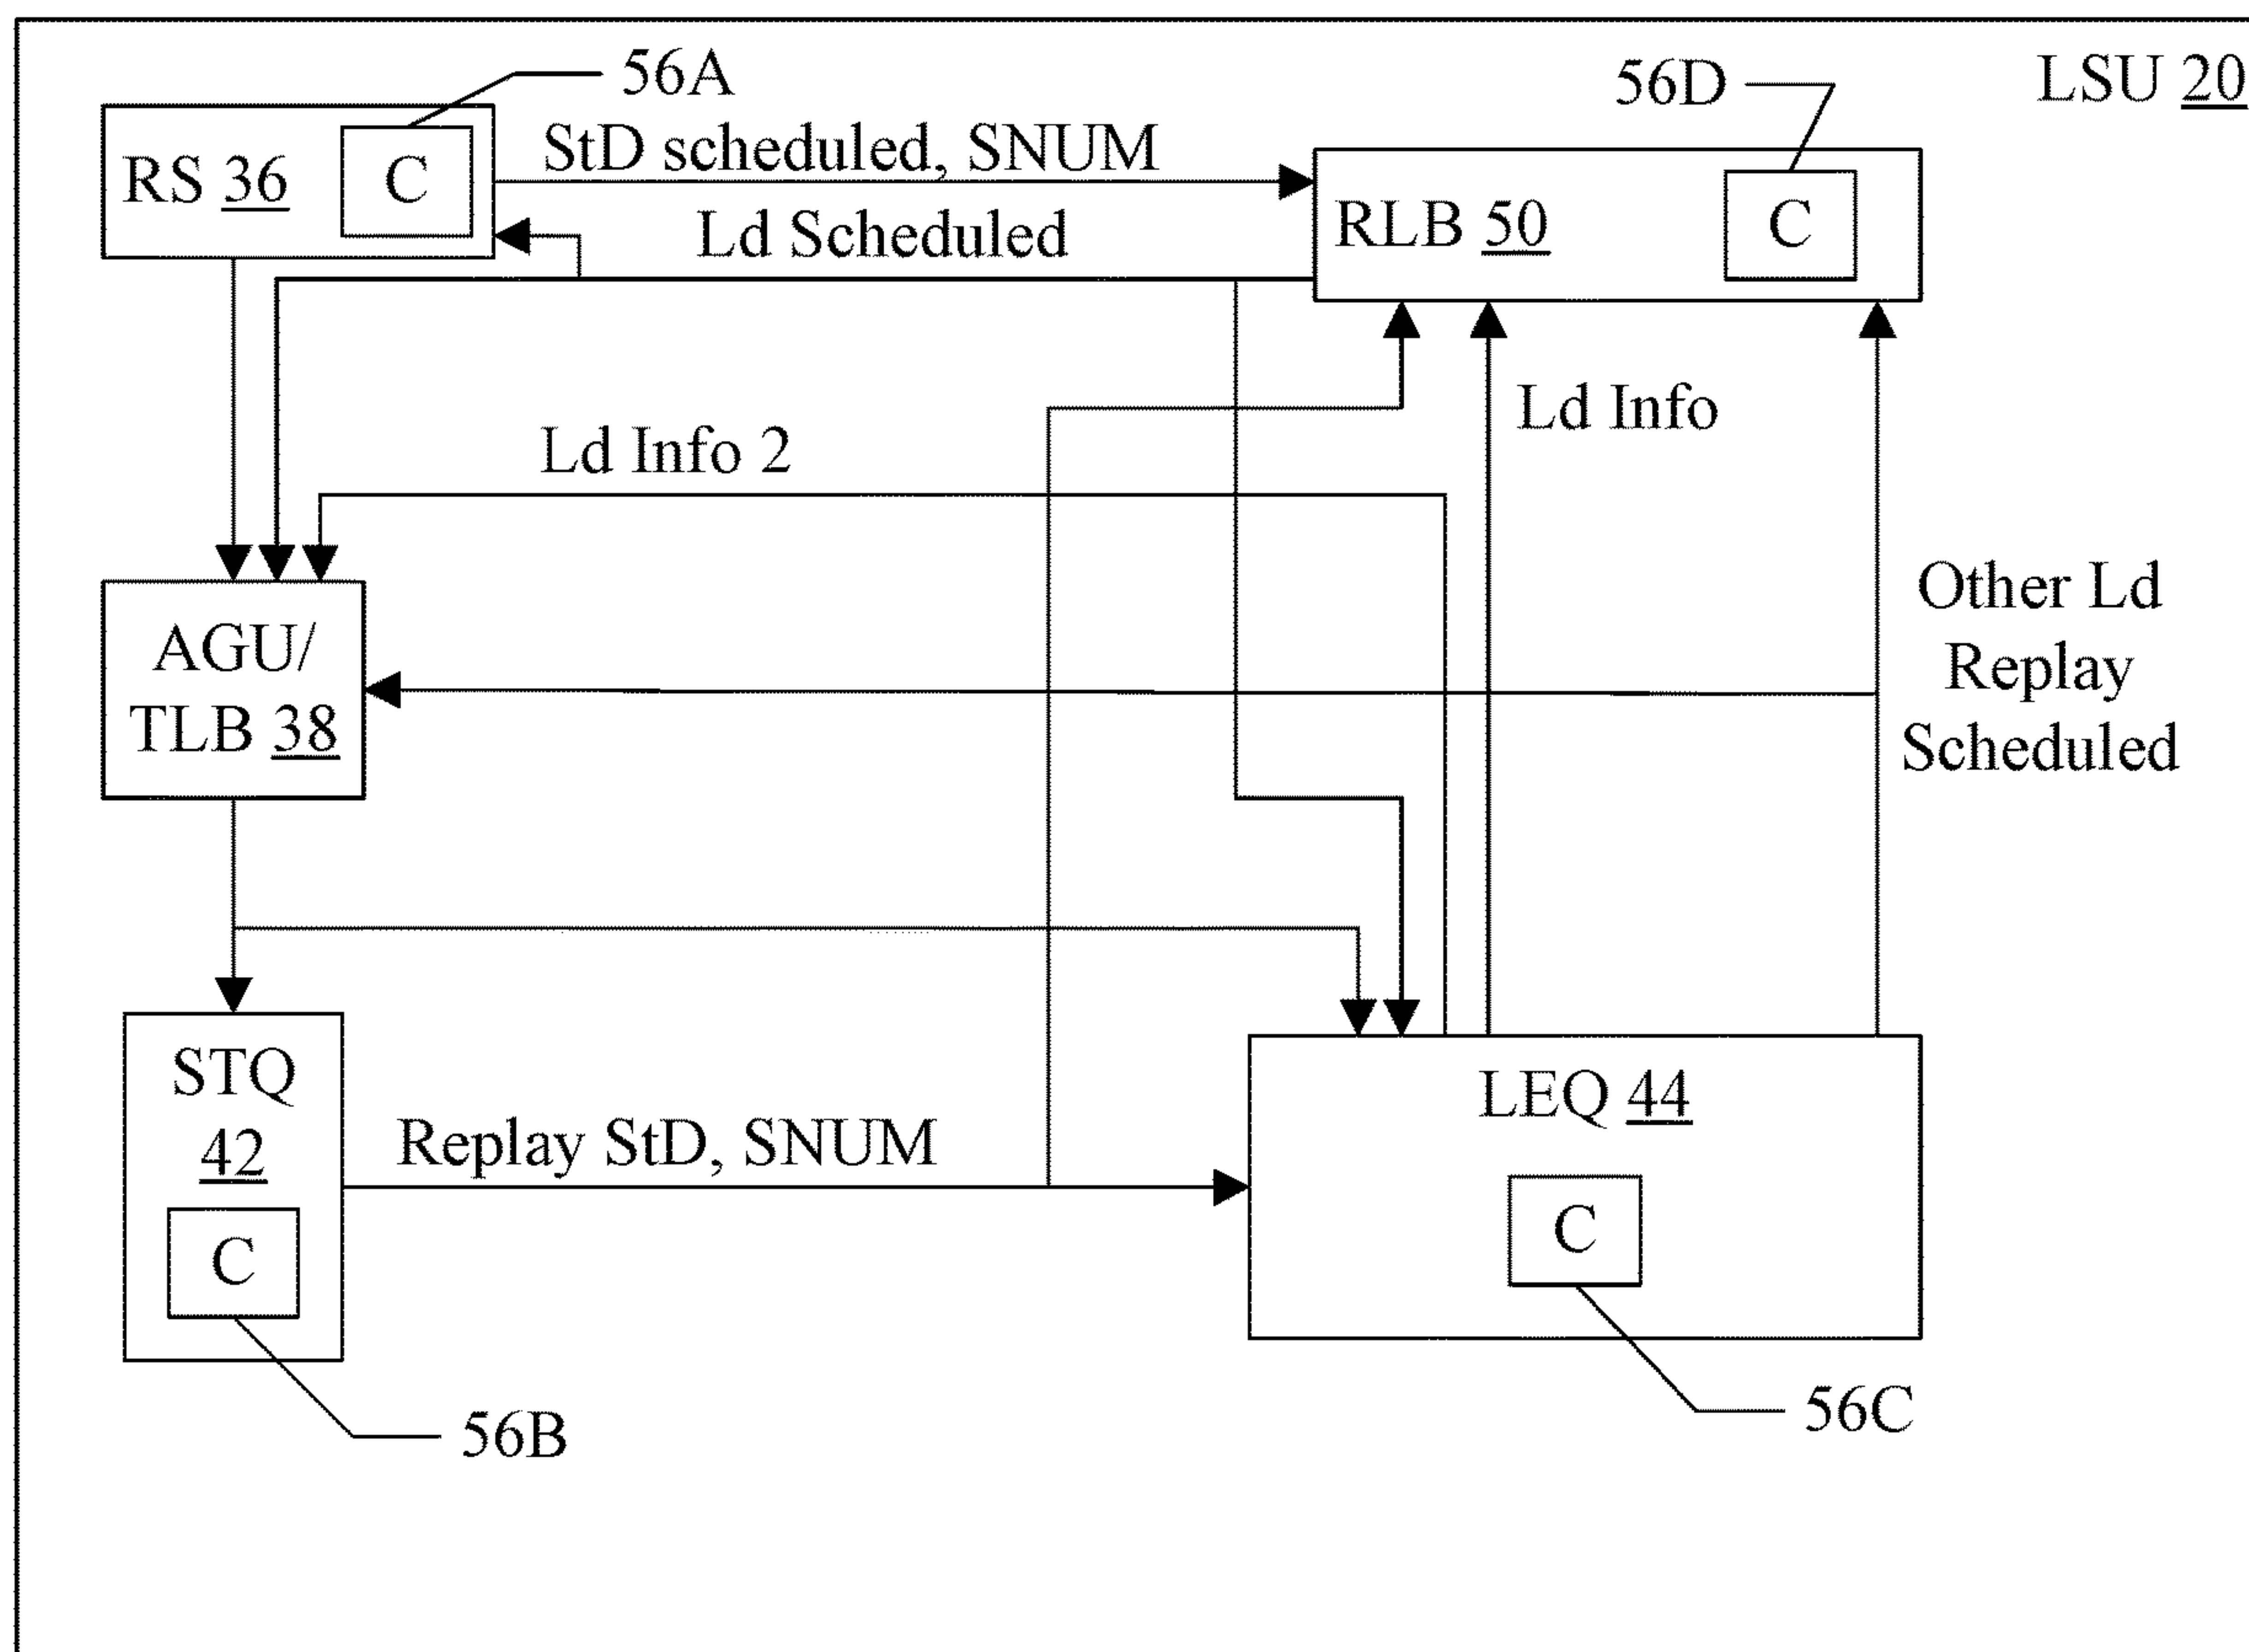 LSU 20
56A
56D
RS 36
C
StD scheduled, SNUM
RLB 50
C
Ld Scheduled
Ld Info
Ld Info 2
Other Ld
Replay
Scheduled
AGU/
TLB 38
STQ
42
C
Replay StD, SNUM
LEQ 44
C
56B
56C